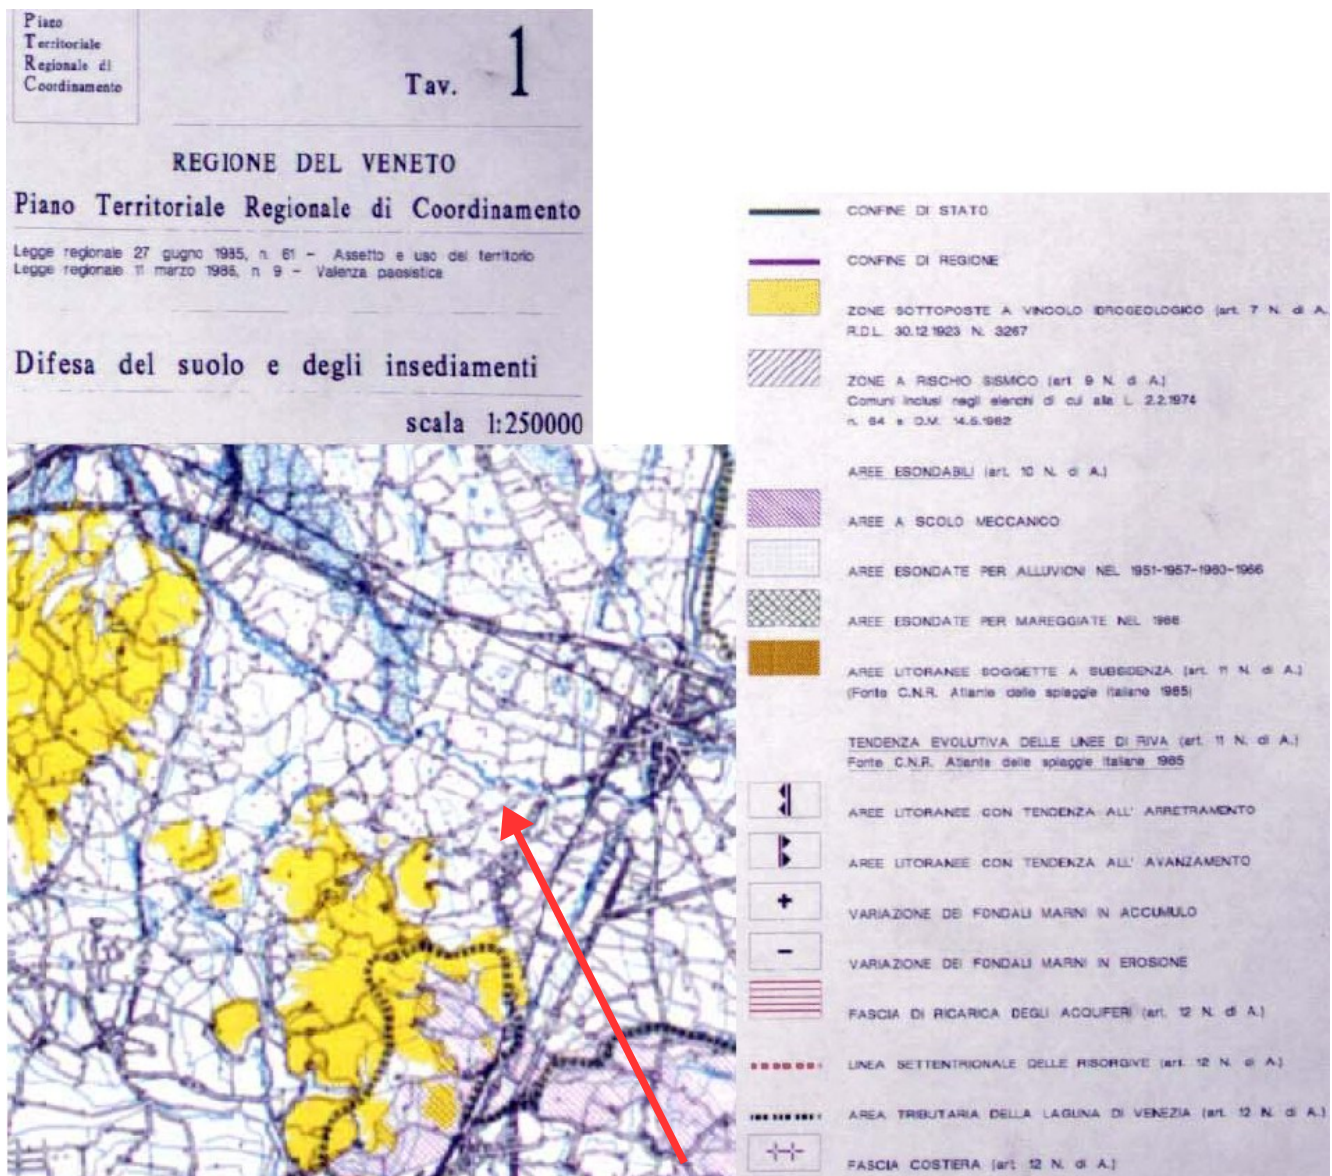 Piano
Territoriale
Regionale di
Coordinamento
Tav. 1
REGIONE DEL VENETO
Piano Territoriale Regionale di Coordinamento
Legge regionale 27 giugno 1985, n. 61 - Assetto e uso del territorio
Legge regionale 11 marzo 1986, n 9 - Valenza paesistica
Difesa del suolo e degli insediamenti
scala 1:250000
CONFINE DI STATO
CONFINE DI REGIONE
ZONE SOTTOPOSTE A VINCOLO IDROGEOLOGICO (art. 7 N. di A.
R.D.L. 30.12.1923 N. 3267
ZONE A RISCHIO SISMICO (art 9 N. di A.)
Comuni inclusi negli elenchi di cui alla L. 2.2.1974
n. 64 e D.M. 14.5.1982
AREE ESONDABILI (art. 10 N. di A.)
AREE A SCOLO MECCANICO
AREE ESONDATE PER ALLUVIONI NEL 1951-1957-1960-1966
AREE ESONDATE PER MAREGGIATE NEL 1966
AREE LITORANEE SOGGETTE A SUBSIDENZA (art. 11 N. di A.)
(Fonte C.N.R. Atlante delle spiagge italiane 1985)
TENDENZA EVOLUTIVA DELLE LINEE DI RIVA (art. 11 N. di A.)
Fonte C.N.R. Atlante delle spiagge italiane 1985
AREE LITORANEE CON TENDENZA ALL' ARRETRAMENTO
AREE LITORANEE CON TENDENZA ALL' AVANZAMENTO
VARIAZIONE DEI FONDALI MARINI IN ACCUMULO
VARIAZIONE DEI FONDALI MARINI IN EROSIONE
FASCIA DI RICARICA DEGLI ACQUIFERI (art. 12 N. di A.)
LINEA SETTENTRIONALE DELLE RISORGIVE (art. 12 N. di A.)
AREA TRIBUTARIA DELLA LAGUNA DI VENEZIA (art. 12 N. di A.)
FASCIA COSTIERA (art. 12 N. di A.)